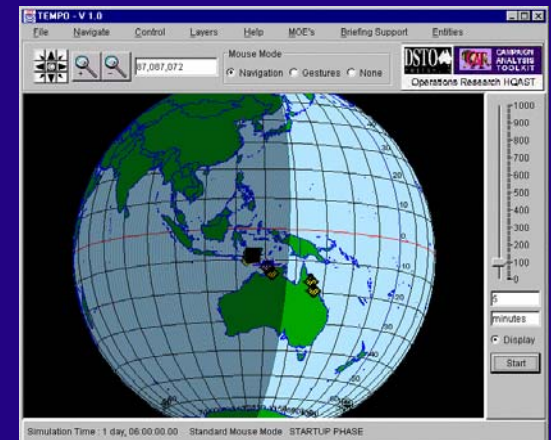 TEMPO - V 1.0
File Navigate Control Layers Help MOE's Briefing Support Entities
87,087,072
Mouse Mode
Navigation Gestures None
DSTO
CAMPAIGN
ANALYSIS
TOOLKIT
Operations Research HQAST
1000
900
800
700
600
500
400
300
200
100
0
5
minutes
Display
Start
Simulation Time : 1 day, 06:00:00.00 Standard Mouse Mode STARTUP PHASE